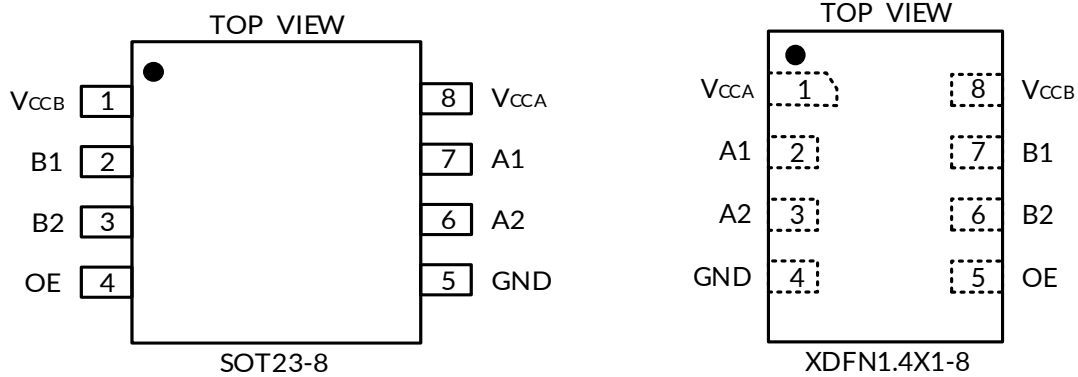 TOP VIEW
VCCB 1 8 VCCA
B1 2 7 A1
B2 3 6 A2
OE 4 5 GND
SOT23-8
TOP VIEW
VCCA 1 8 VCCB
A1 2 7 B1
A2 3 6 B2
GND 4 5 OE
XDFN1.4X1-8